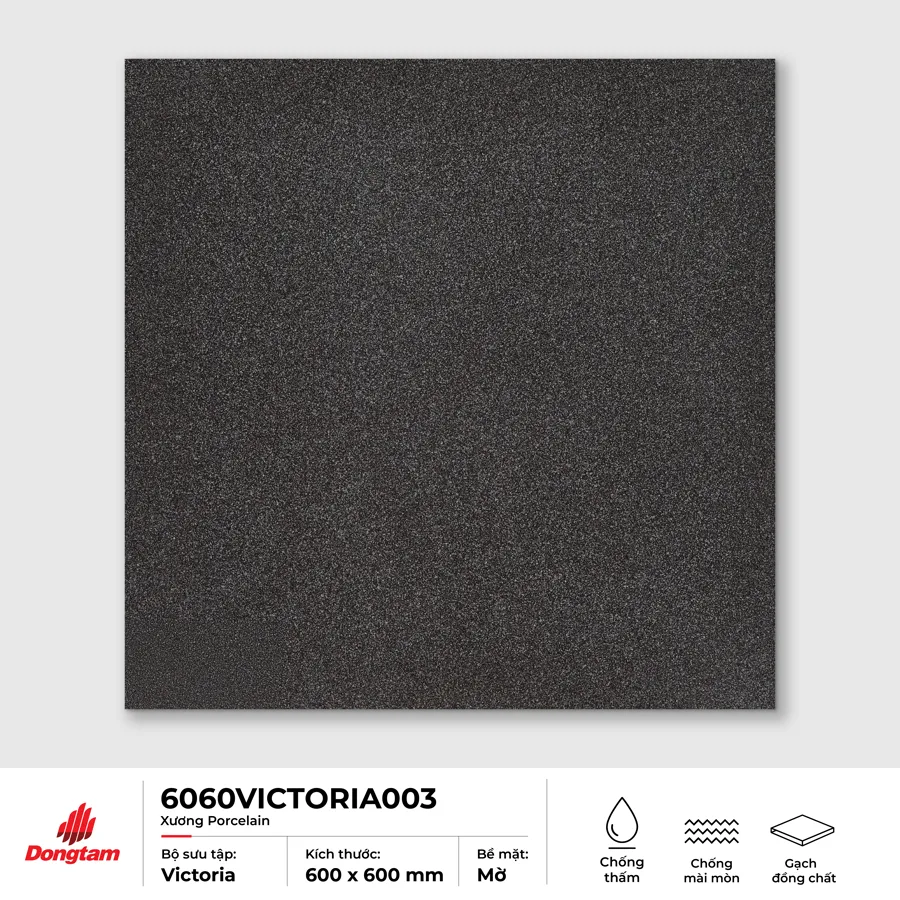 6060VICTORIA003
Xương Porcelain
Dongtam
Bộ sưu tập:
Victoria
Kích thước:
600 x 600 mm
Bề mặt:
Mờ
Chống
thấm
Chống
mài mòn
Gạch
đồng chất